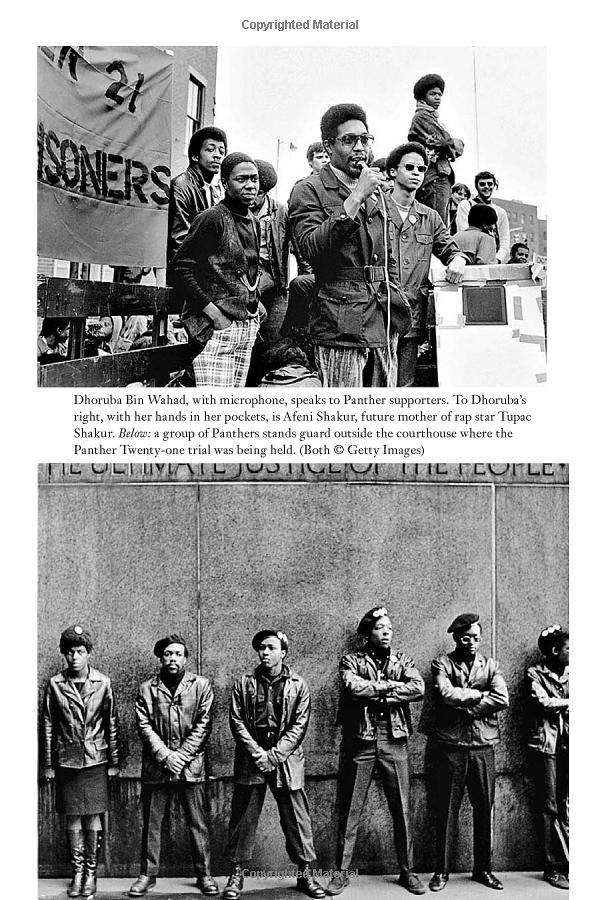 Copyrighted Material
21
SONERS
Dhoruba Bin Wahad, with microphone, speaks to Panther supporters. To Dhoruba's
right, with her hands in her pockets, is Afeni Shakur, future mother of rap star Tupac
Shakur. Below: a group of Panthers stands guard outside the courthouse where the
Panther Twenty-one trial was being held. (Both © Getty Images)
HE ULTIMATE JUSTICE OF THE PEOPLE
Copyrighted Material